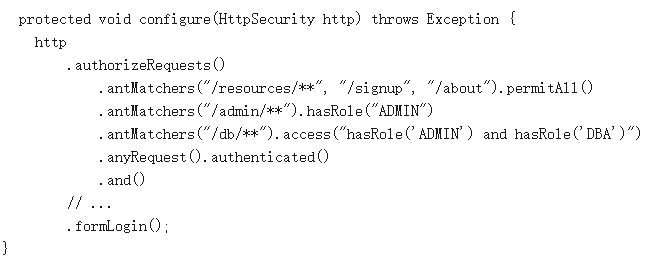 protected void configure(HttpSecurity http) throws Exception {
http
.authorizeRequests()
.antMatchers("/resources/**", "/signup", "/about").permitAll()
.antMatchers("/admin/**").hasRole("ADMIN")
.antMatchers("/db/**").access("hasRole('ADMIN') and hasRole('DBA')")
.anyRequest().authenticated()
.and()
// ...
.formLogin();
}